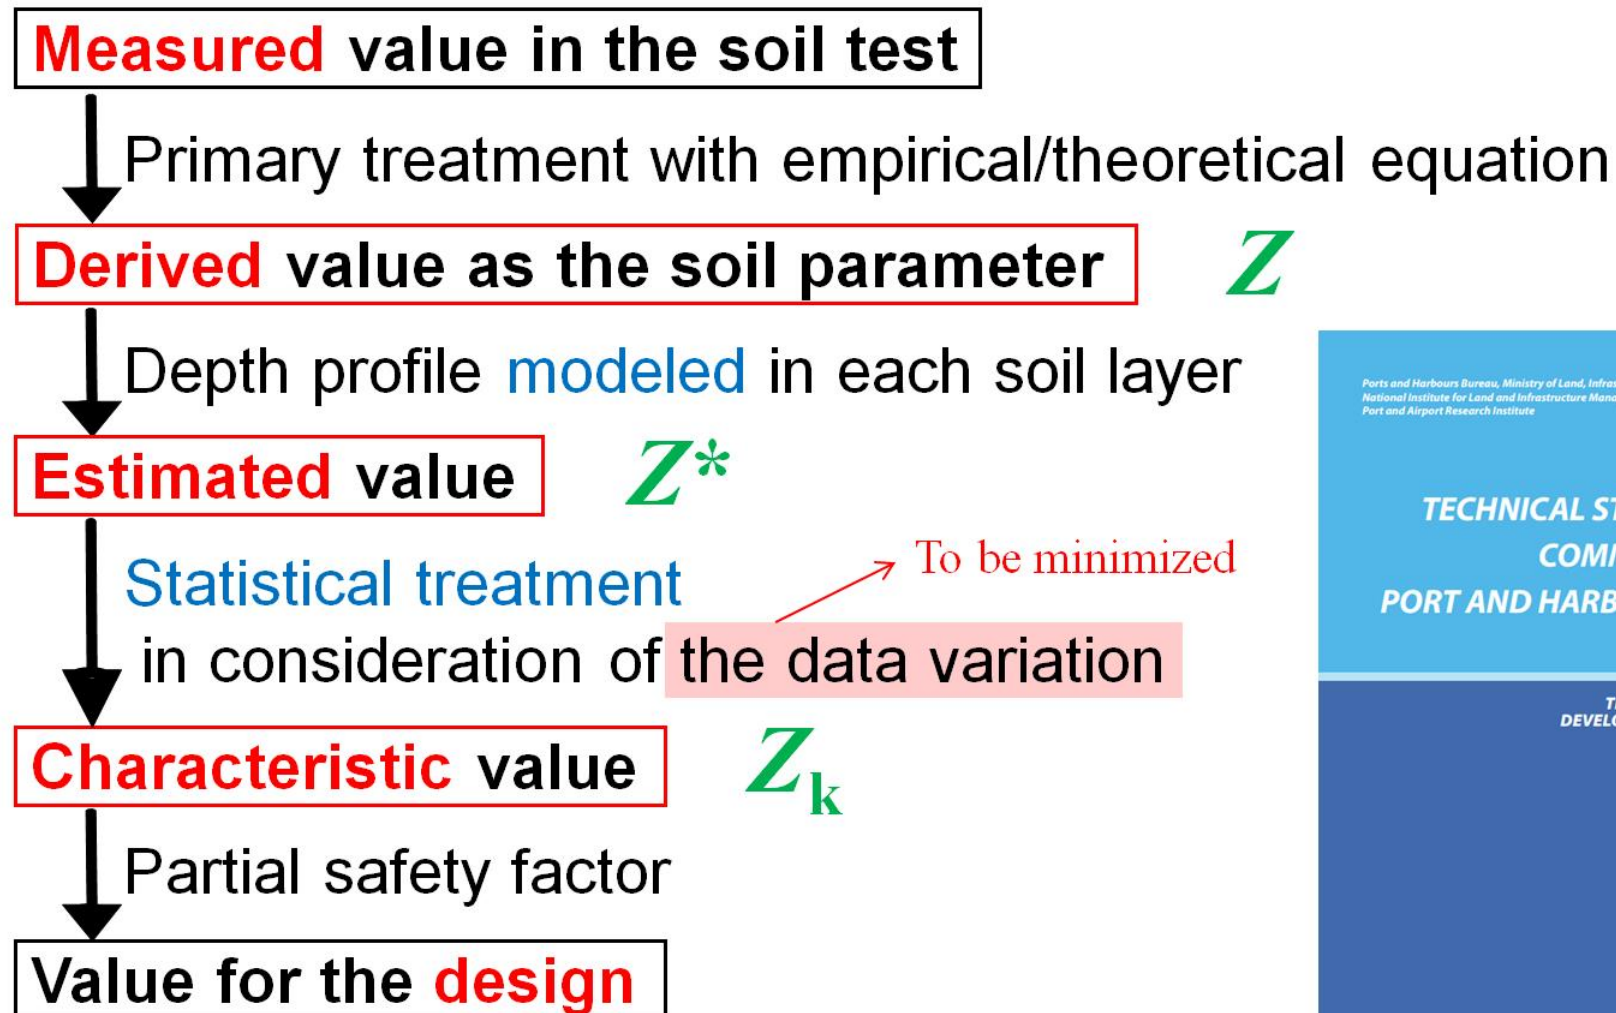 Measured value in the soil test
Primary treatment with empirical/theoretical equation
Derived value as the soil parameter
Z
Depth profile modeled in each soil layer
Estimated value
Z*
Statistical treatment
To be minimized
in consideration of the data variation
Characteristic value
Zk
Partial safety factor
Value for the design
Ports and Harbours Bureau, Ministry of Land,
National Institute for Land and Infrastructure
Port and Airport Research Institute
TECHNICAL
PORT AND